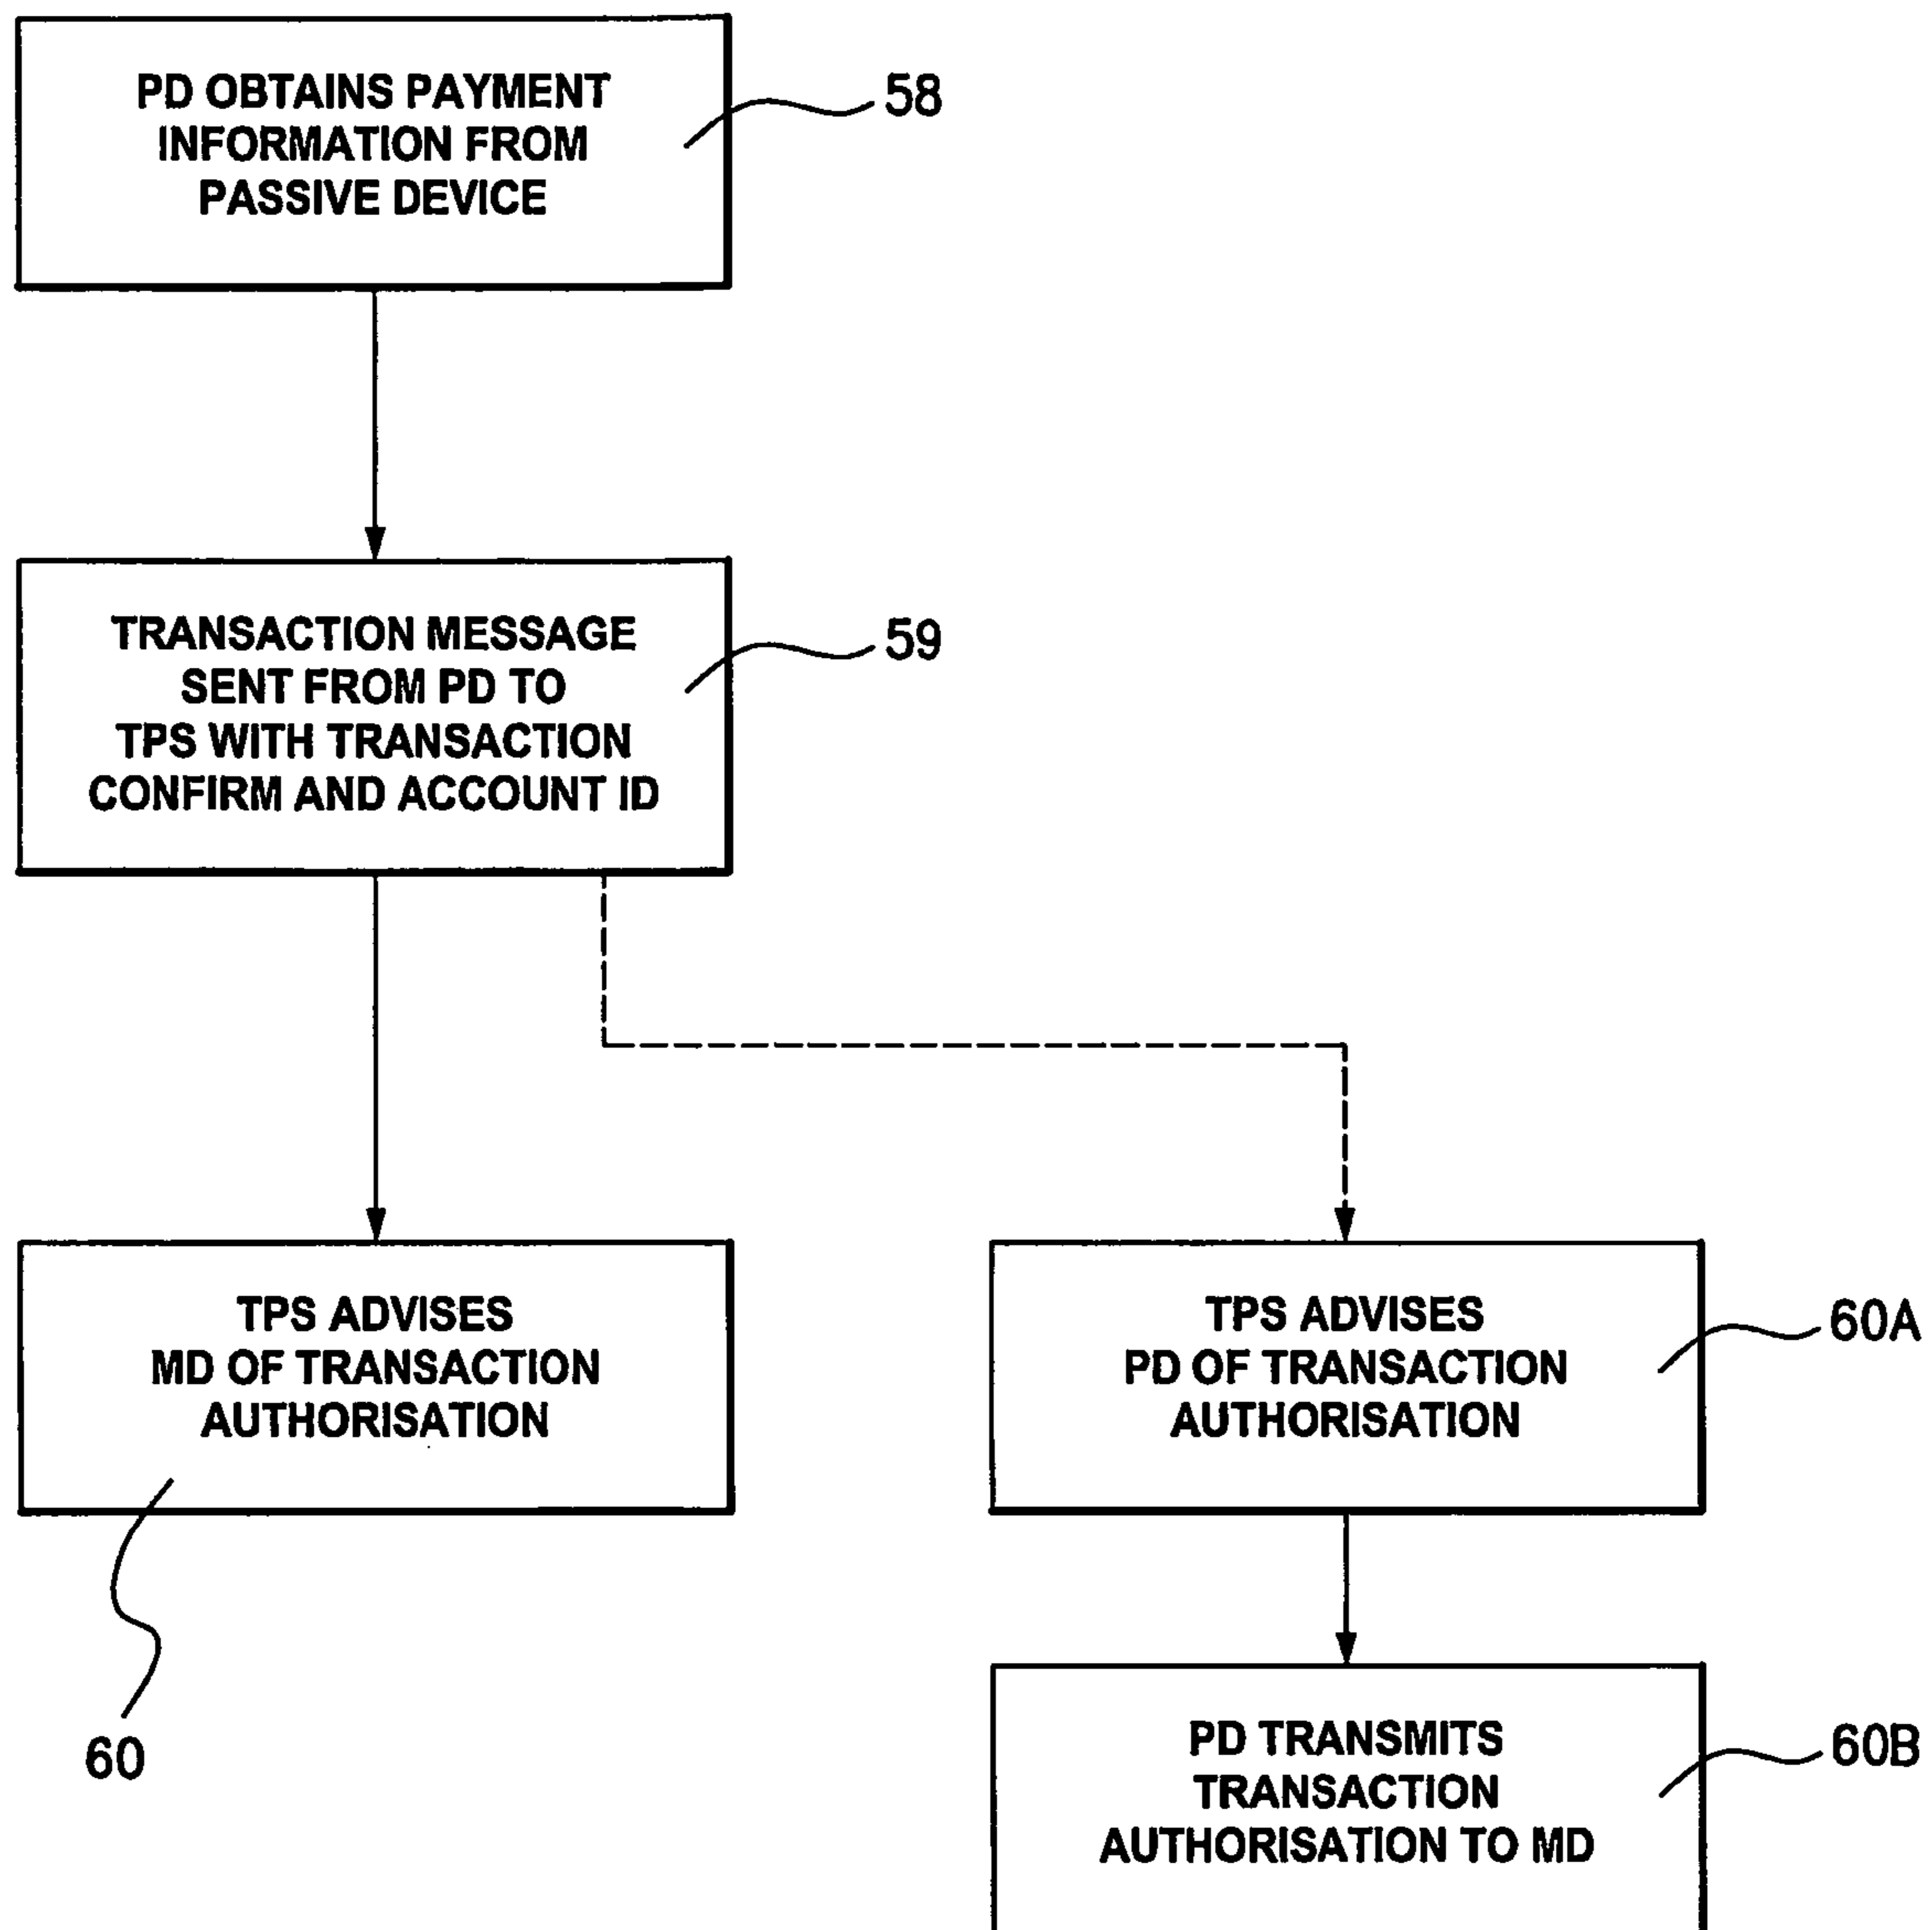 PD OBTAINS PAYMENT
INFORMATION FROM
PASSIVE DEVICE
58
TRANSACTION MESSAGE
SENT FROM PD TO
TPS WITH TRANSACTION
CONFIRM AND ACCOUNT ID
59
TPS ADVISES
MD OF TRANSACTION
AUTHORISATION
60
TPS ADVISES
PD OF TRANSACTION
AUTHORISATION
60A
PD TRANSMITS
TRANSACTION
AUTHORISATION TO MD
60B